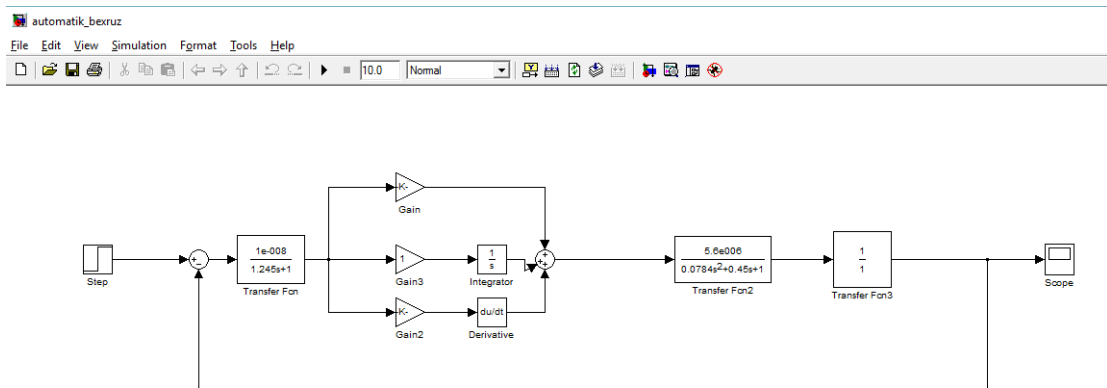 automatik_bexruz
File Edit View Simulation Format Tools Help
10.0 Normal
-K-
Gain
1e-008
1.245s+1
Transfer Fcn
Step
1
Gain3
1
s
Integrator
-K-
Gain2
du/dt
Derivative
5.6e006
0.0784s²+0.45s+1
Transfer Fcn2
1
1
Transfer Fcn3
Scope